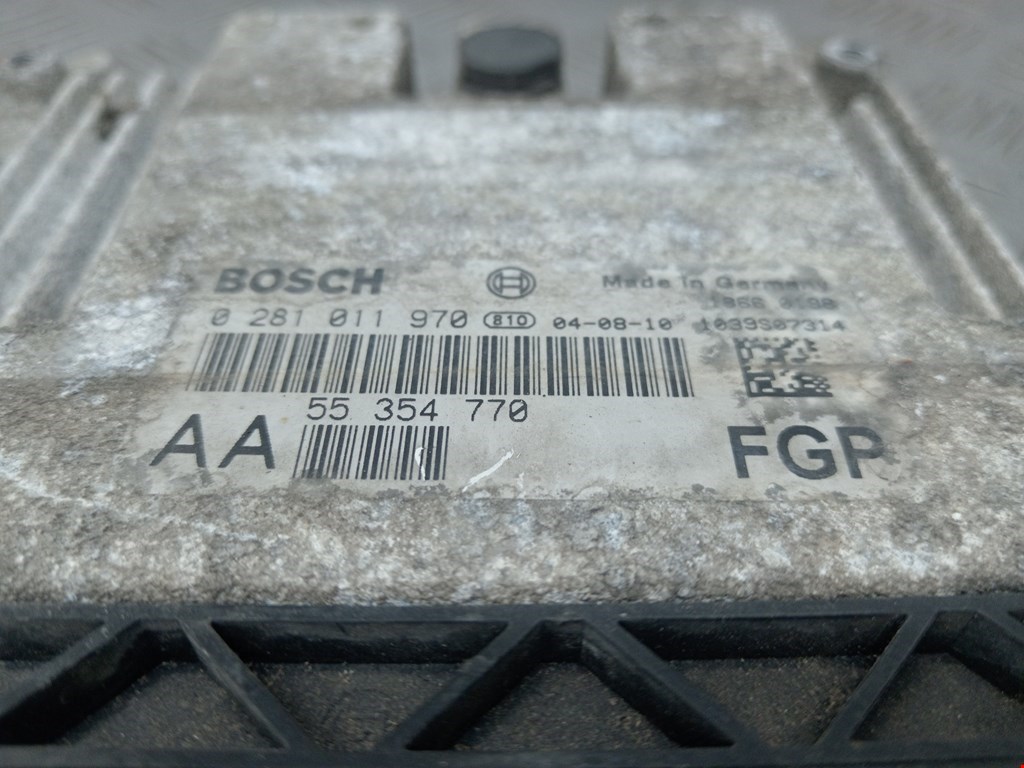 BOSCH Made in Germany
0 281 011 970 810 04-08-10 1039S07314
55 354 770
AA FGP